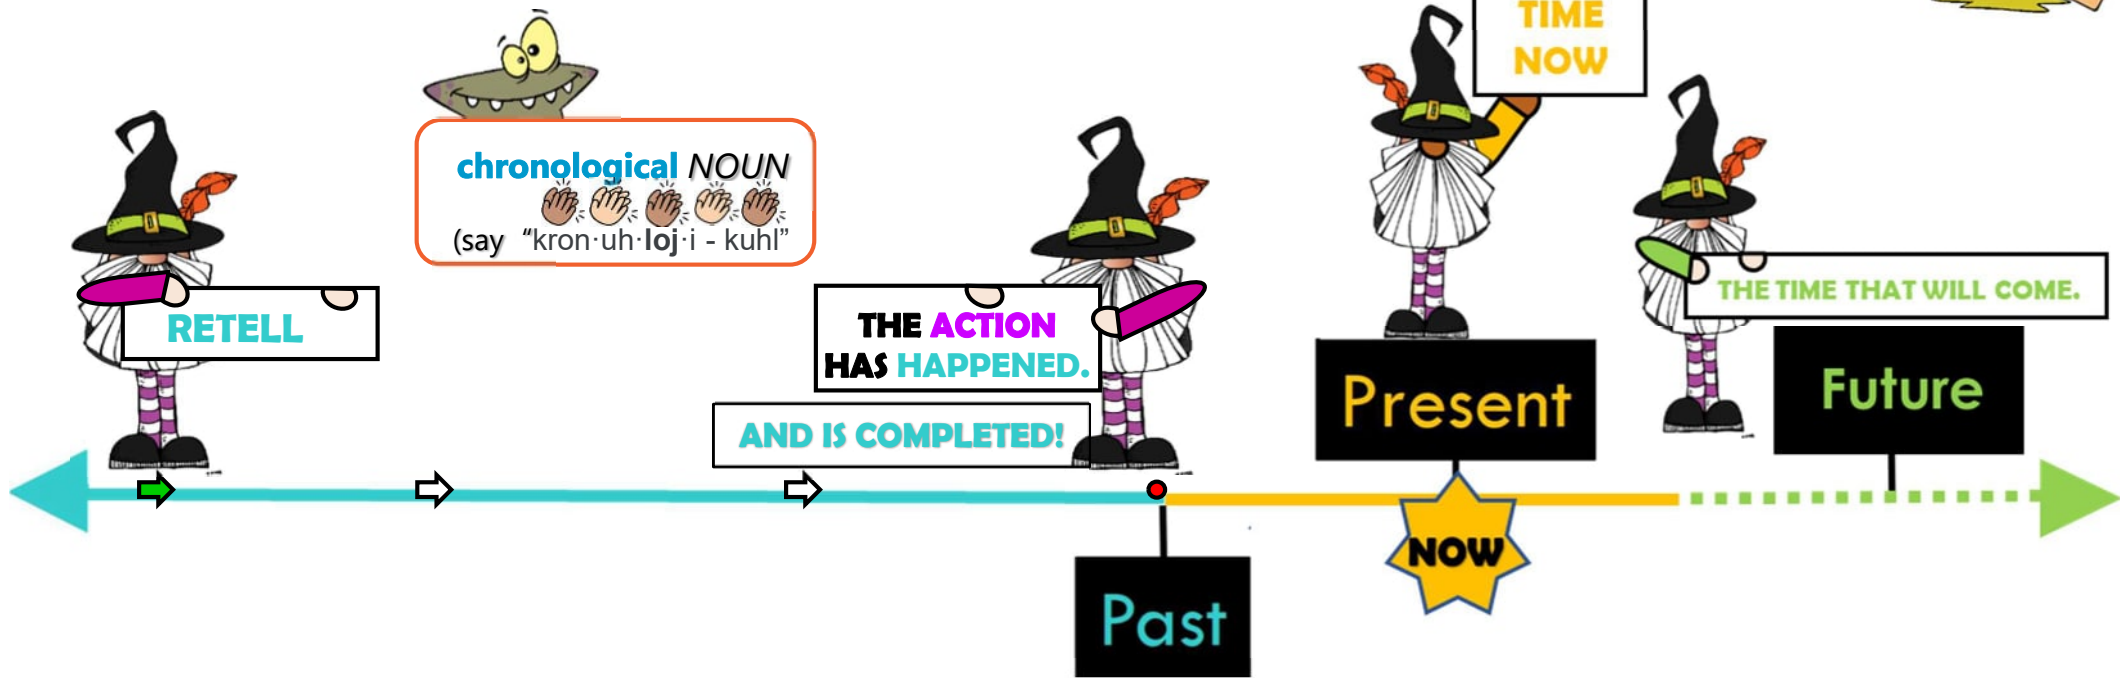 TIME
NOW
chronological NOUN
(say “kron·uh·loj·i - kuhl”
RETELL
THE ACTION
HAS HAPPENED.
AND IS COMPLETED!
THE TIME THAT WILL COME.
Present
Future
NOW
Past